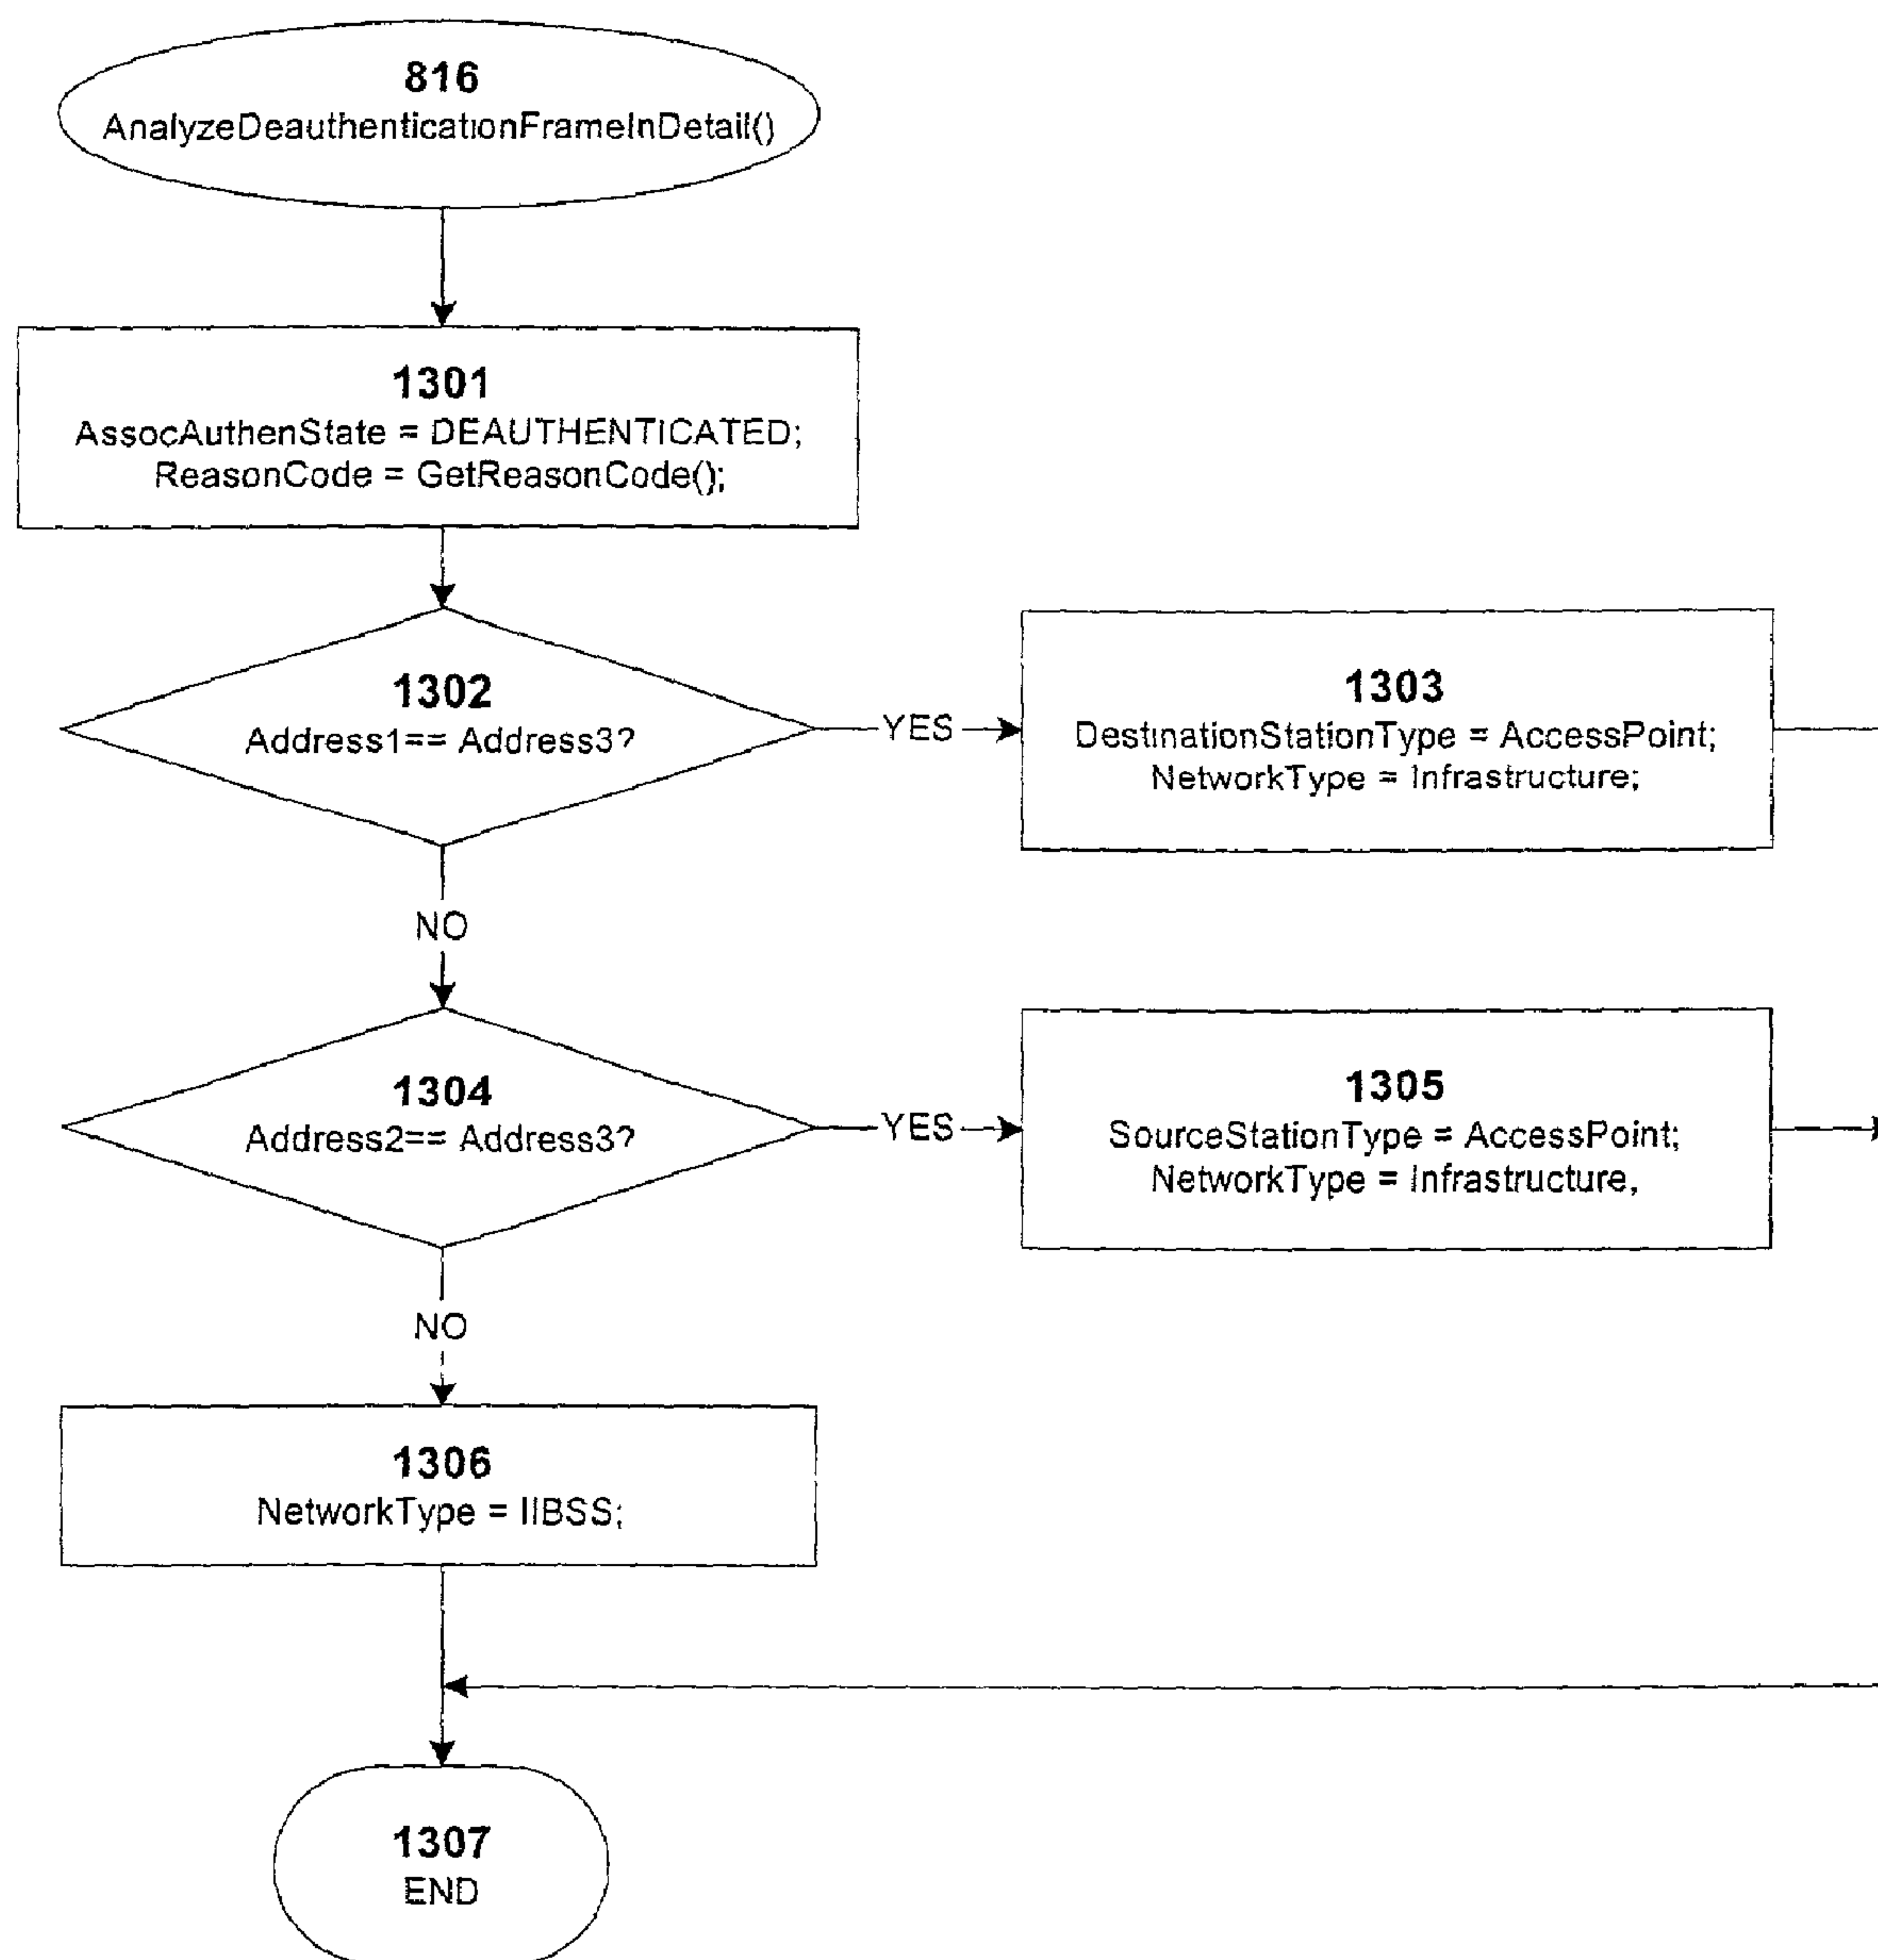 816
AnalyzeDeauthenticationFrameInDetail()
1301
AssocAuthenState = DEAUTHENTICATED;
ReasonCode = GetReasonCode();
1302
Address1== Address3?
YES
1303
DestinationStationType = AccessPoint;
NetworkType = Infrastructure;
NO
1304
Address2== Address3?
YES
1305
SourceStationType = AccessPoint;
NetworkType = Infrastructure,
NO
1306
NetworkType = IIBSS;
1307
END